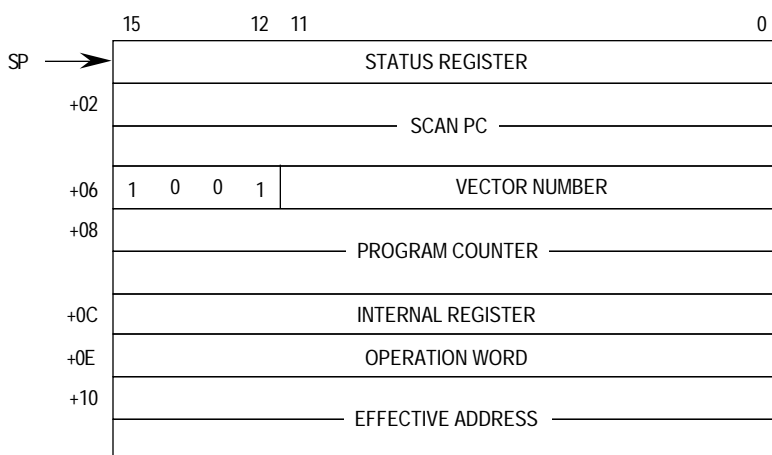 15 12 11 0
SP STATUS REGISTER
+02
SCAN PC
+06 1 0 0 1 VECTOR NUMBER
+08
PROGRAM COUNTER
+0C INTERNAL REGISTER
+0E OPERATION WORD
+10
EFFECTIVE ADDRESS